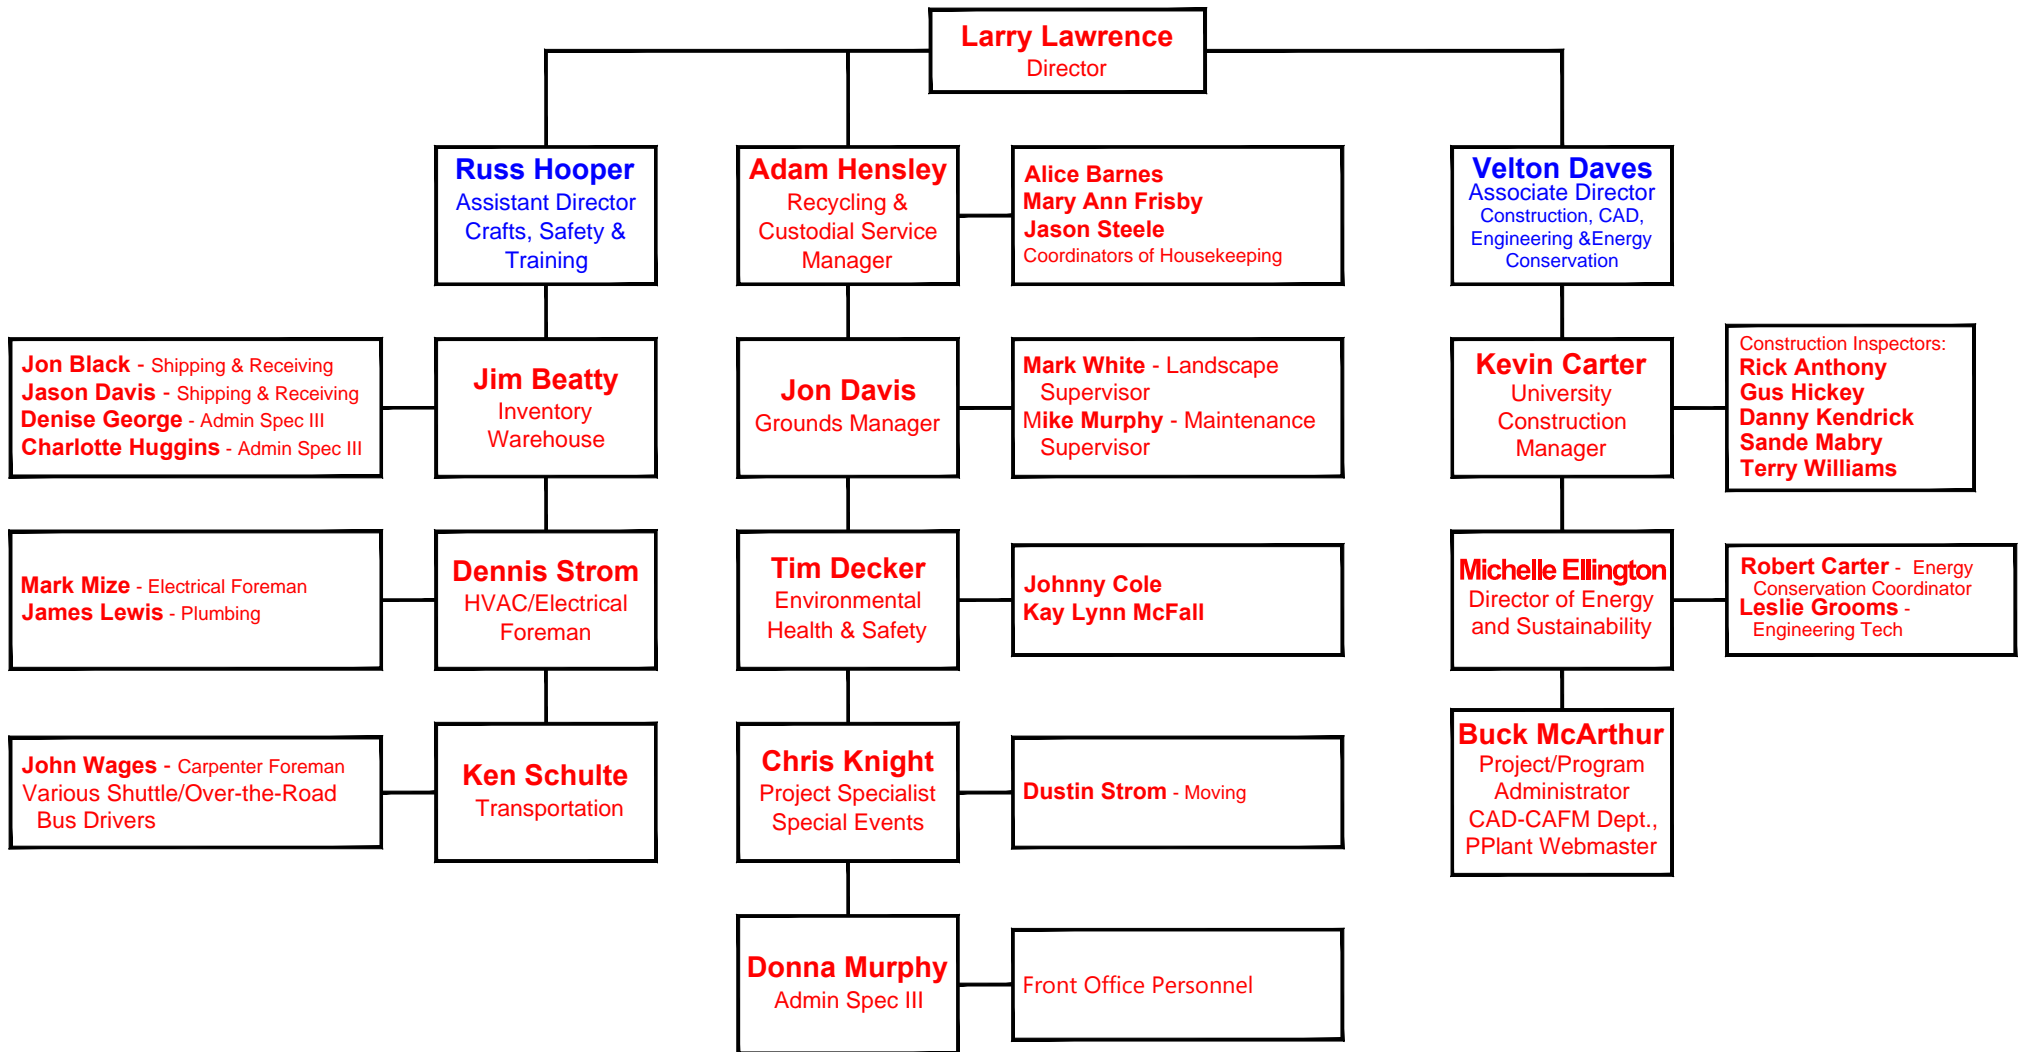 Larry Lawrence
Director
Russ Hooper
Assistant Director
Crafts, Safety &
Training
Adam Hensley
Recycling &
Custodial Service
Manager
Alice Barnes
Mary Ann Frisby
Jason Steele
Coordinators of Housekeeping
Velton Daves
Associate Director
Construction, CAD,
Engineering &Energy
Conservation
Jon Black - Shipping & Receiving
Jason Davis - Shipping & Receiving
Denise George - Admin Spec III
Charlotte Huggins - Admin Spec III
Jim Beatty
Inventory
Warehouse
Jon Davis
Grounds Manager
Mark White - Landscape
Supervisor
Mike Murphy - Maintenance
Supervisor
Kevin Carter
University
Construction
Manager
Construction Inspectors:
Rick Anthony
Gus Hickey
Danny Kendrick
Sande Mabry
Terry Williams
Mark Mize - Electrical Foreman
James Lewis - Plumbing
Dennis Strom
HVAC/Electrical
Foreman
Tim Decker
Environmental
Health & Safety
Johnny Cole
Kay Lynn McFall
Michelle Ellington
Director of Energy
and Sustainability
Robert Carter - Energy
Conservation Coordinator
Leslie Grooms -
Engineering Tech
John Wages - Carpenter Foreman
Various Shuttle/Over-the-Road
Bus Drivers
Ken Schulte
Transportation
Chris Knight
Project Specialist
Special Events
Dustin Strom - Moving
Buck McArthur
Project/Program
Administrator
CAD-CAFM Dept.,
PPlant Webmaster
Donna Murphy
Admin Spec III
Front Office Personnel